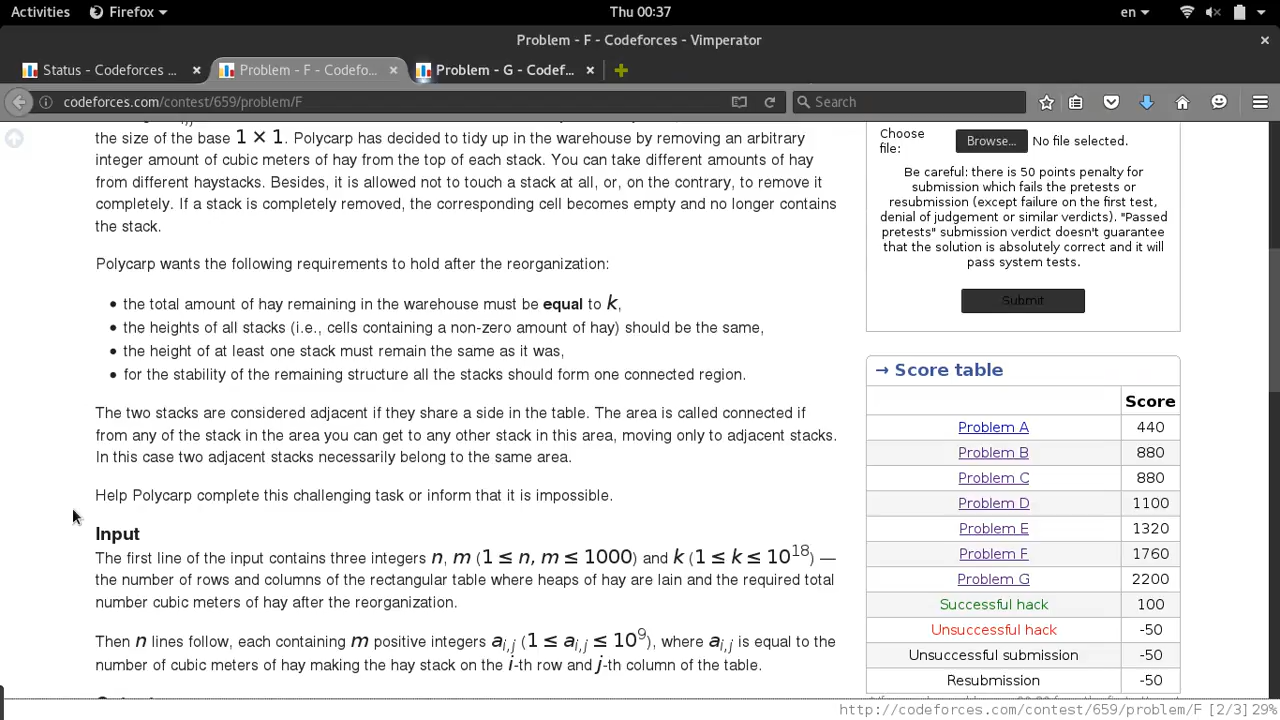 Activities Firefox Thu 00:37 en
Problem - F - Codeforces - Vimperator ×
Status - Codeforces ... × Problem - F - Codefo... × Problem - G - Codef... ×
codeforces.com/contest/659/problem/F Search
the size of the base 1 × 1. Polycarp has decided to tidy up in the warehouse by removing an arbitrary
integer amount of cubic meters of hay from the top of each stack. You can take different amounts of hay
from different haystacks. Besides, it is allowed not to touch a stack at all, or, on the contrary, to remove it
completely. If a stack is completely removed, the corresponding cell becomes empty and no longer contains
the stack.
Polycarp wants the following requirements to hold after the reorganization:
• the total amount of hay remaining in the warehouse must be equal to k,
• the heights of all stacks (i.e., cells containing a non-zero amount of hay) should be the same,
• the height of at least one stack must remain the same as it was,
• for the stability of the remaining structure all the stacks should form one connected region.
The two stacks are considered adjacent if they share a side in the table. The area is called connected if
from any of the stack in the area you can get to any other stack in this area, moving only to adjacent stacks.
In this case two adjacent stacks necessarily belong to the same area.
Help Polycarp complete this challenging task or inform that it is impossible.
Input
The first line of the input contains three integers n, m (1 ≤ n, m ≤ 1000) and k (1 ≤ k ≤ 10^18) —
the number of rows and columns of the rectangular table where heaps of hay are lain and the required total
number cubic meters of hay after the reorganization.
Then n lines follow, each containing m positive integers a_i,j (1 ≤ a_i,j ≤ 10^9), where a_i,j is equal to the
number of cubic meters of hay making the hay stack on the i-th row and j-th column of the table.
Choose
file: Browse... No file selected.
Be careful: there is 50 points penalty for
submission which fails the pretests or
resubmission (except failure on the first test,
denial of judgement or similar verdicts). "Passed
pretests" submission verdict doesn't guarantee
that the solution is absolutely correct and it will
pass system tests.
Submit
→ Score table
Score
Problem A 440
Problem B 880
Problem C 880
Problem D 1100
Problem E 1320
Problem F 1760
Problem G 2200
Successful hack 100
Unsuccessful hack -50
Unsuccessful submission -50
Resubmission -50
http://codeforces.com/contest/659/problem/F [2/3] 29%